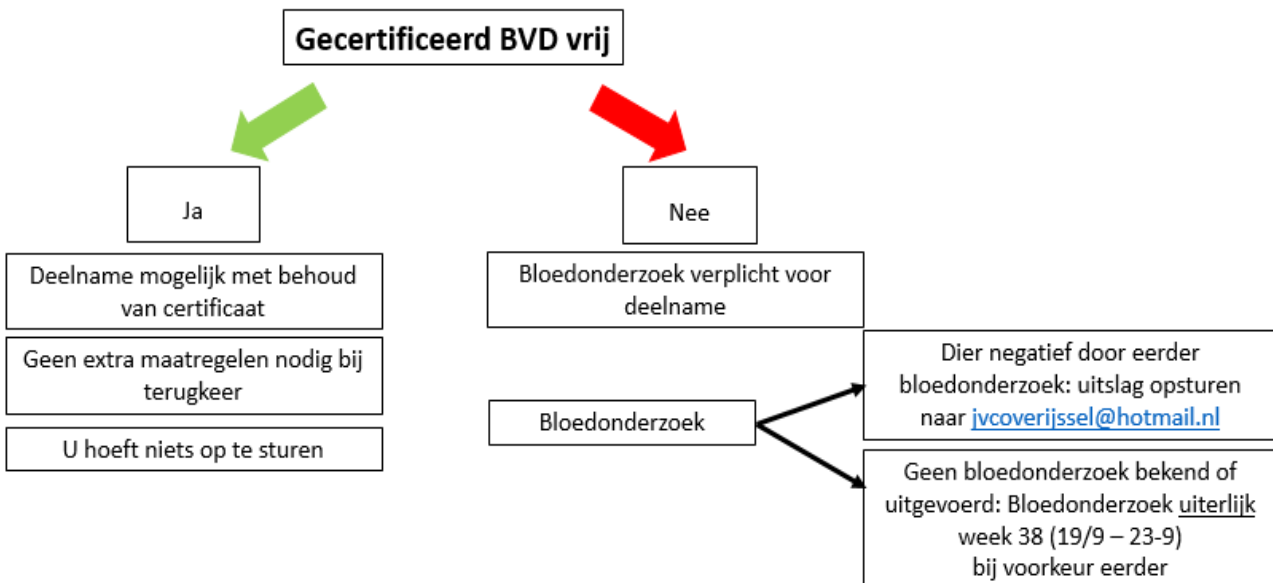 Gecertificeerd BVD vrij
Ja
Deelname mogelijk met behoud
van certificaat
Geen extra maatregelen nodig bij
terugkeer
U hoeft niets op te sturen
Nee
Bloedonderzoek verplicht voor
deelname
Bloedonderzoek
Dier negatief door eerder
bloedonderzoek: uitslag opsturen
naar jvcoverijssel@hotmail.nl
Geen bloedonderzoek bekend of
uitgevoerd: Bloedonderzoek uiterlijk
week 38 (19/9 – 23-9)
bij voorkeur eerder